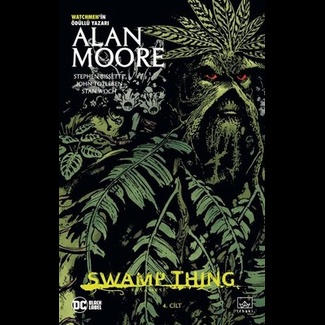 WATCHMEN'İN
ÖDÜLLÜ YAZARI
ALAN
MOORE
STEPHEN BISSETTE
JOHN TOTLEBEN
STAN WOCH
SWAMP THING
4. CİLT
DC BLACK
LABEL
İTHAKİ